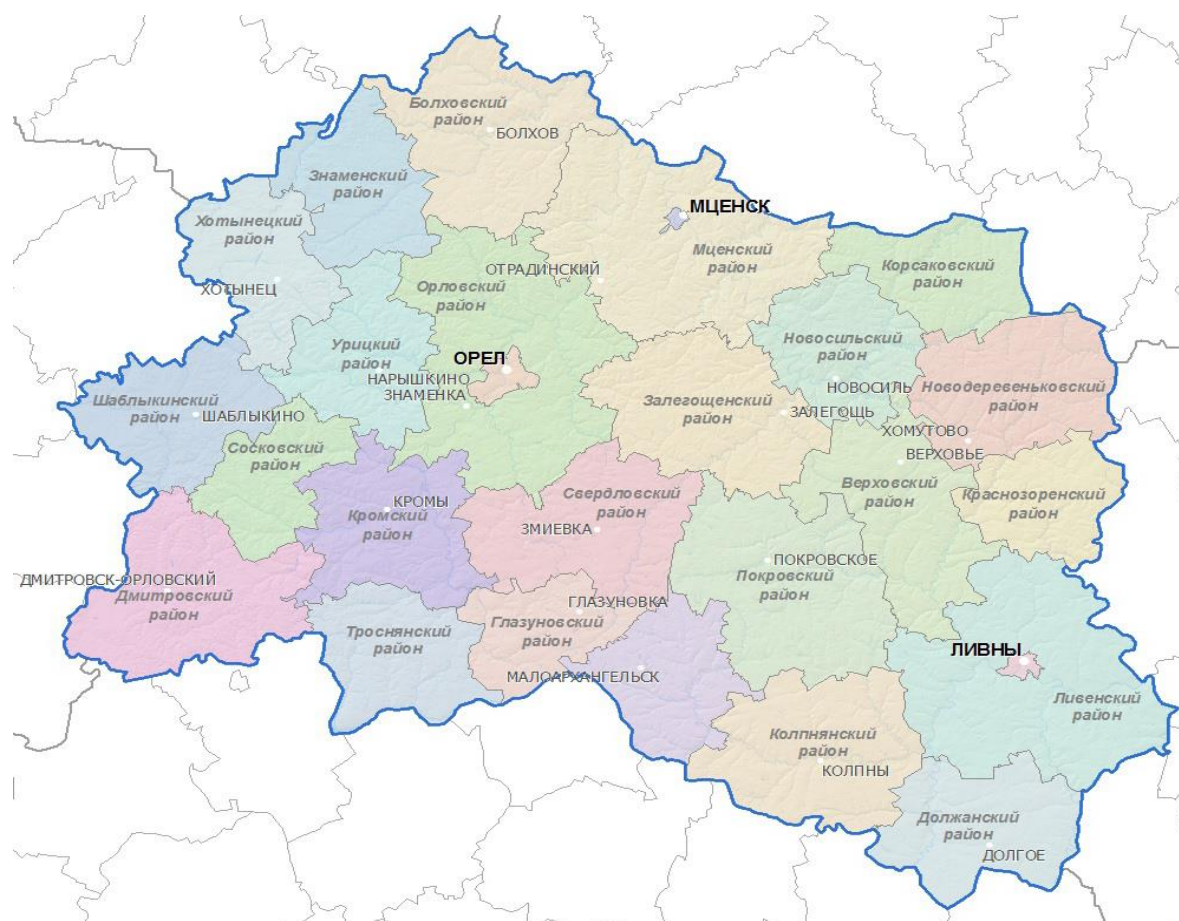 Болховский
район
БОЛХОВ
Знаменский
район
МЦЕНСК
Хотынецкий
район
Мценский
район
Корсаковский
район
ОТРАДИНСКИЙ
ХОТЫНЕЦ
Орловский
район
Урицкий
район
Новосильский
район
ОРЕЛ
НАРЫШКИНО
ЗНАМЕНКА
НОВОСИЛЬ
Новодеревеньковский
район
Шаблыкинский
район
ШАБЛЫКИНО
Залегощенский
район
ЗАЛЕГОЩЬ
ХОМУТОВО
ВЕРХОВЬЕ
Сосковский
район
Верховский
район
Краснозоренский
район
КРОМЫ
Кромский
район
Свердловский
район
ЗМИЕВКА
ПОКРОВСКОЕ
Покровский
район
ДМИТРОВСК-ОРЛОВСКИЙ
Дмитровский
район
ГЛАЗУНОВКА
Глазуновский
район
Троснянский
район
МАЛОАРХАНГЕЛЬСК
ЛИВНЫ
Ливенский
район
Колпнянский
район
КОЛПНЫ
Должанский
район
ДОЛГОЕ